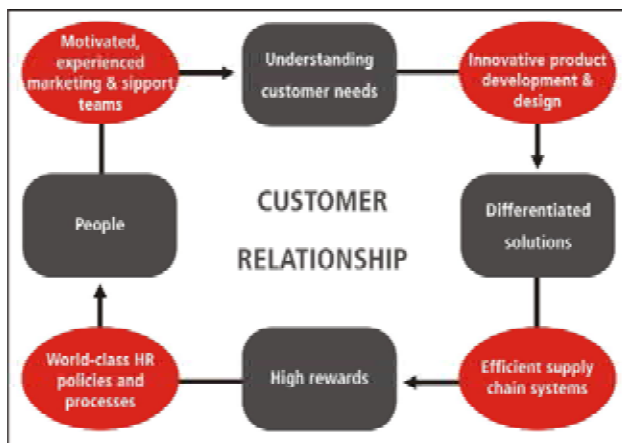 Motivated,
experienced
marketing & sipport
teams
Understanding
customer needs
Innovative product
development &
design
People
CUSTOMER
RELATIONSHIP
Differentiated
solutions
World-class HR
policies and
processes
High rewards
Efficient supply
chain systems